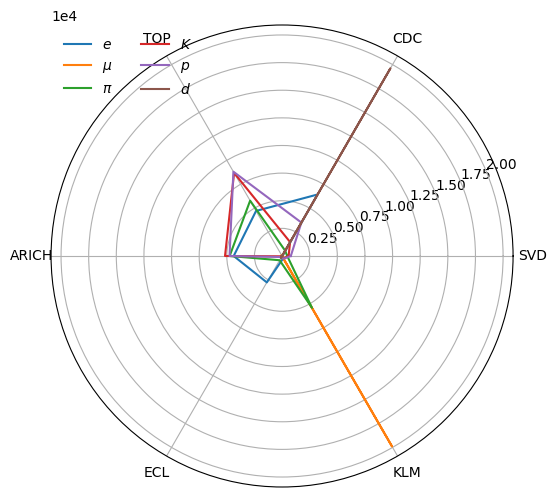 1e4
e K
μ p
π d
TOP
CDC
2.00
1.75
1.50
1.25
1.00
0.75
0.50
0.25
ARICH
SVD
ECL
KLM